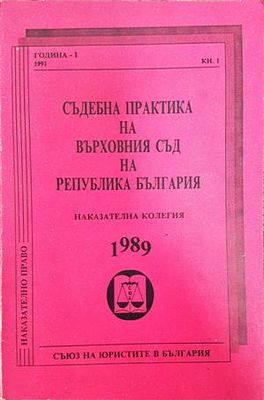 ГОДИНА - I
1991
КН. 1
СЪДЕБНА ПРАКТИКА
НА
ВЪРХОВНИЯ СЪД
НА
РЕПУБЛИКА БЪЛГАРИЯ
НАКАЗАТЕЛНА КОЛЕГИЯ
1989
НАКАЗАТЕЛНО ПРАВО
СЪЮЗ НА ЮРИСТИТЕ В БЪЛГАРИЯ